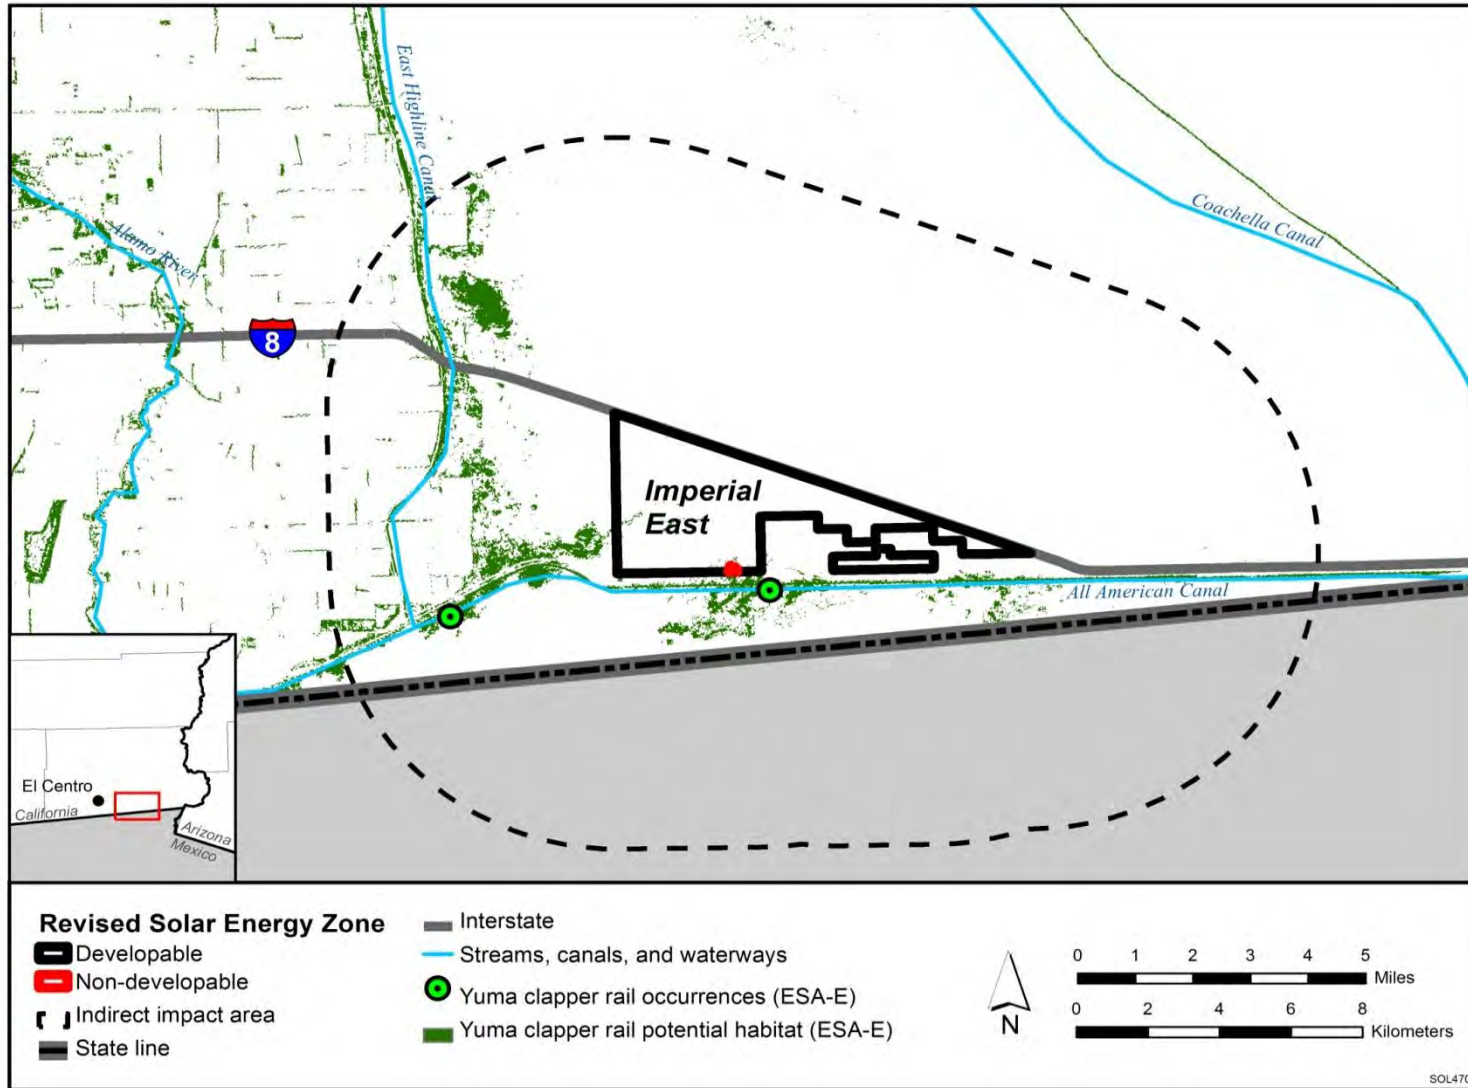 East Highline Canal
Coachella Canal
Alamo River
8
Imperial
East
All American Canal
El Centro
California
Arizona
Mexico
Revised Solar Energy Zone
Developable
Non-developable
Indirect impact area
State line
Interstate
Streams, canals, and waterways
Yuma clapper rail occurrences (ESA-E)
Yuma clapper rail potential habitat (ESA-E)
N
0 1 2 3 4 5
Miles
0 2 4 6 8
Kilometers